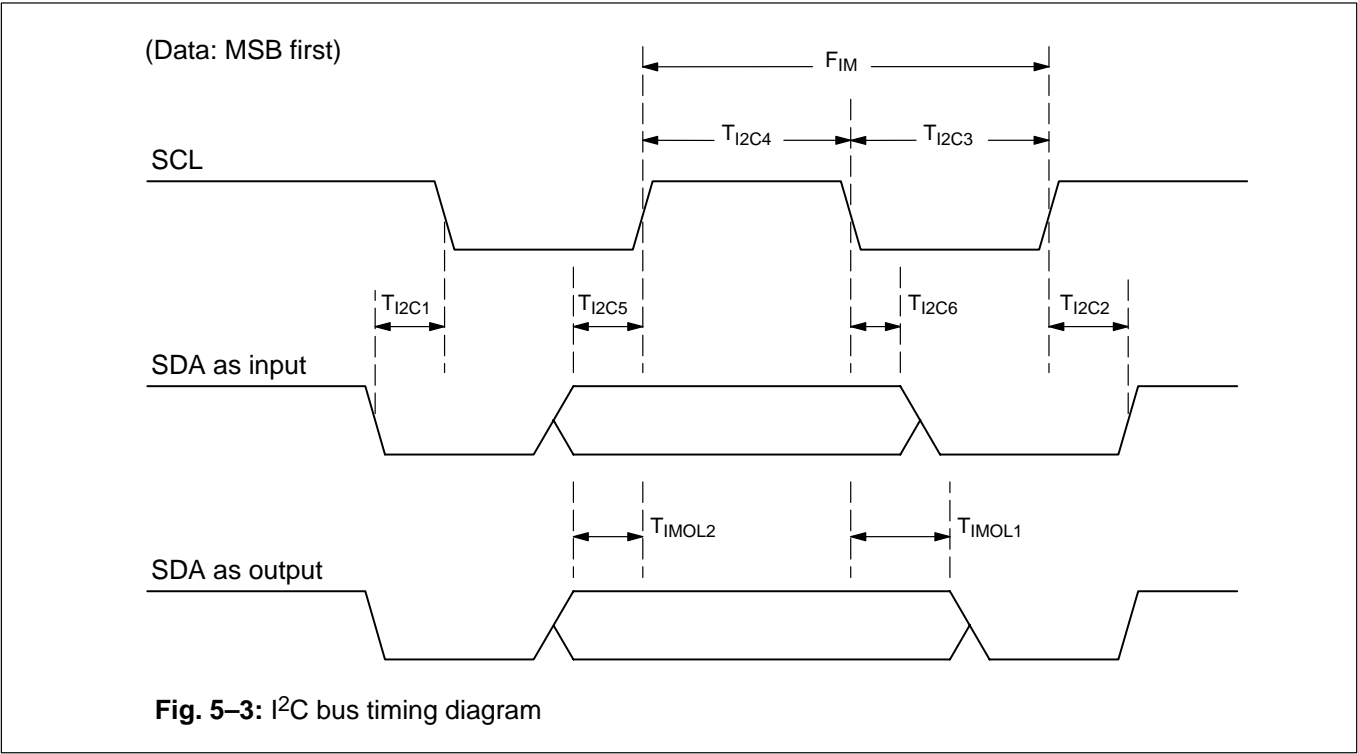 (Data: MSB first)
FIM
TI2C4
TI2C3
SCL
TI2C1
TI2C5
TI2C6
TI2C2
SDA as input
TIMOL2
TIMOL1
SDA as output
Fig. 5–3: I2C bus timing diagram